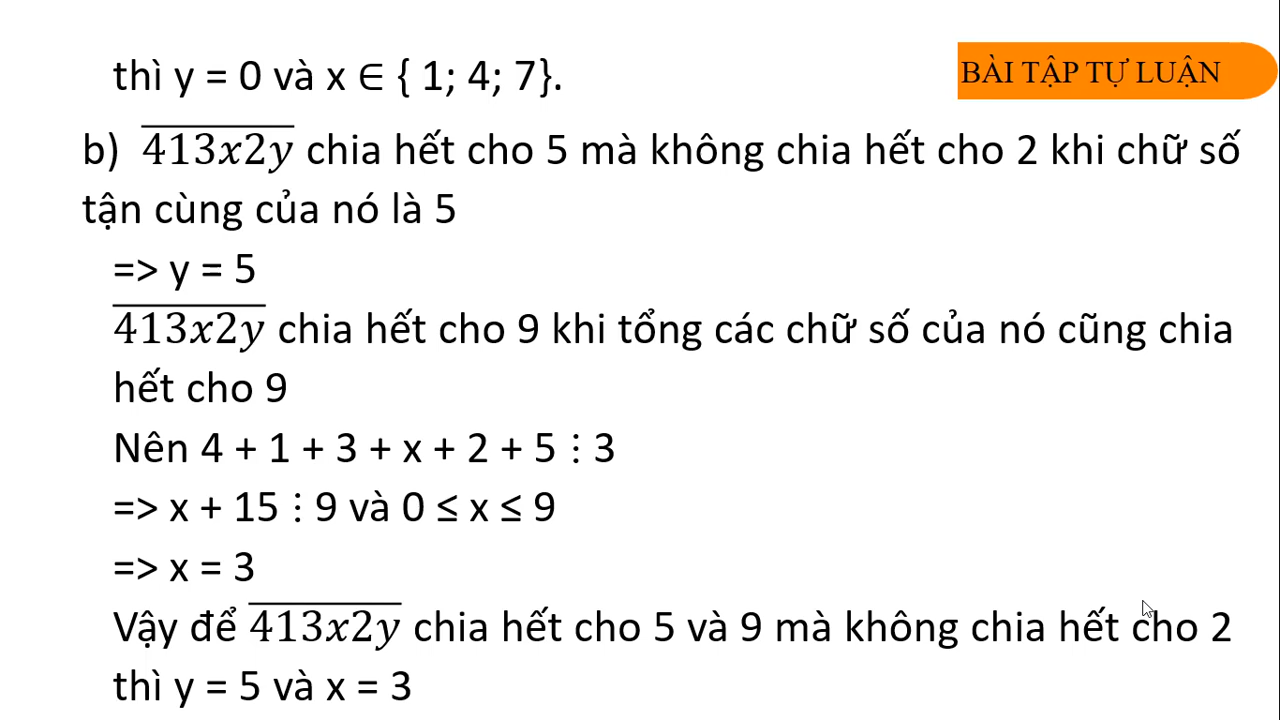 thì y = 0 và x ∈ { 1; 4; 7}.
BÀI TẬP TỰ LUẬN
b) 413x2y chia hết cho 5 mà không chia hết cho 2 khi chữ số
tận cùng của nó là 5
=> y = 5
413x2y chia hết cho 9 khi tổng các chữ số của nó cũng chia
hết cho 9
Nên 4 + 1 + 3 + x + 2 + 5 ⋮ 3
=> x + 15 ⋮ 9 và 0 ≤ x ≤ 9
=> x = 3
Vậy để 413x2y chia hết cho 5 và 9 mà không chia hết cho 2
thì y = 5 và x = 3